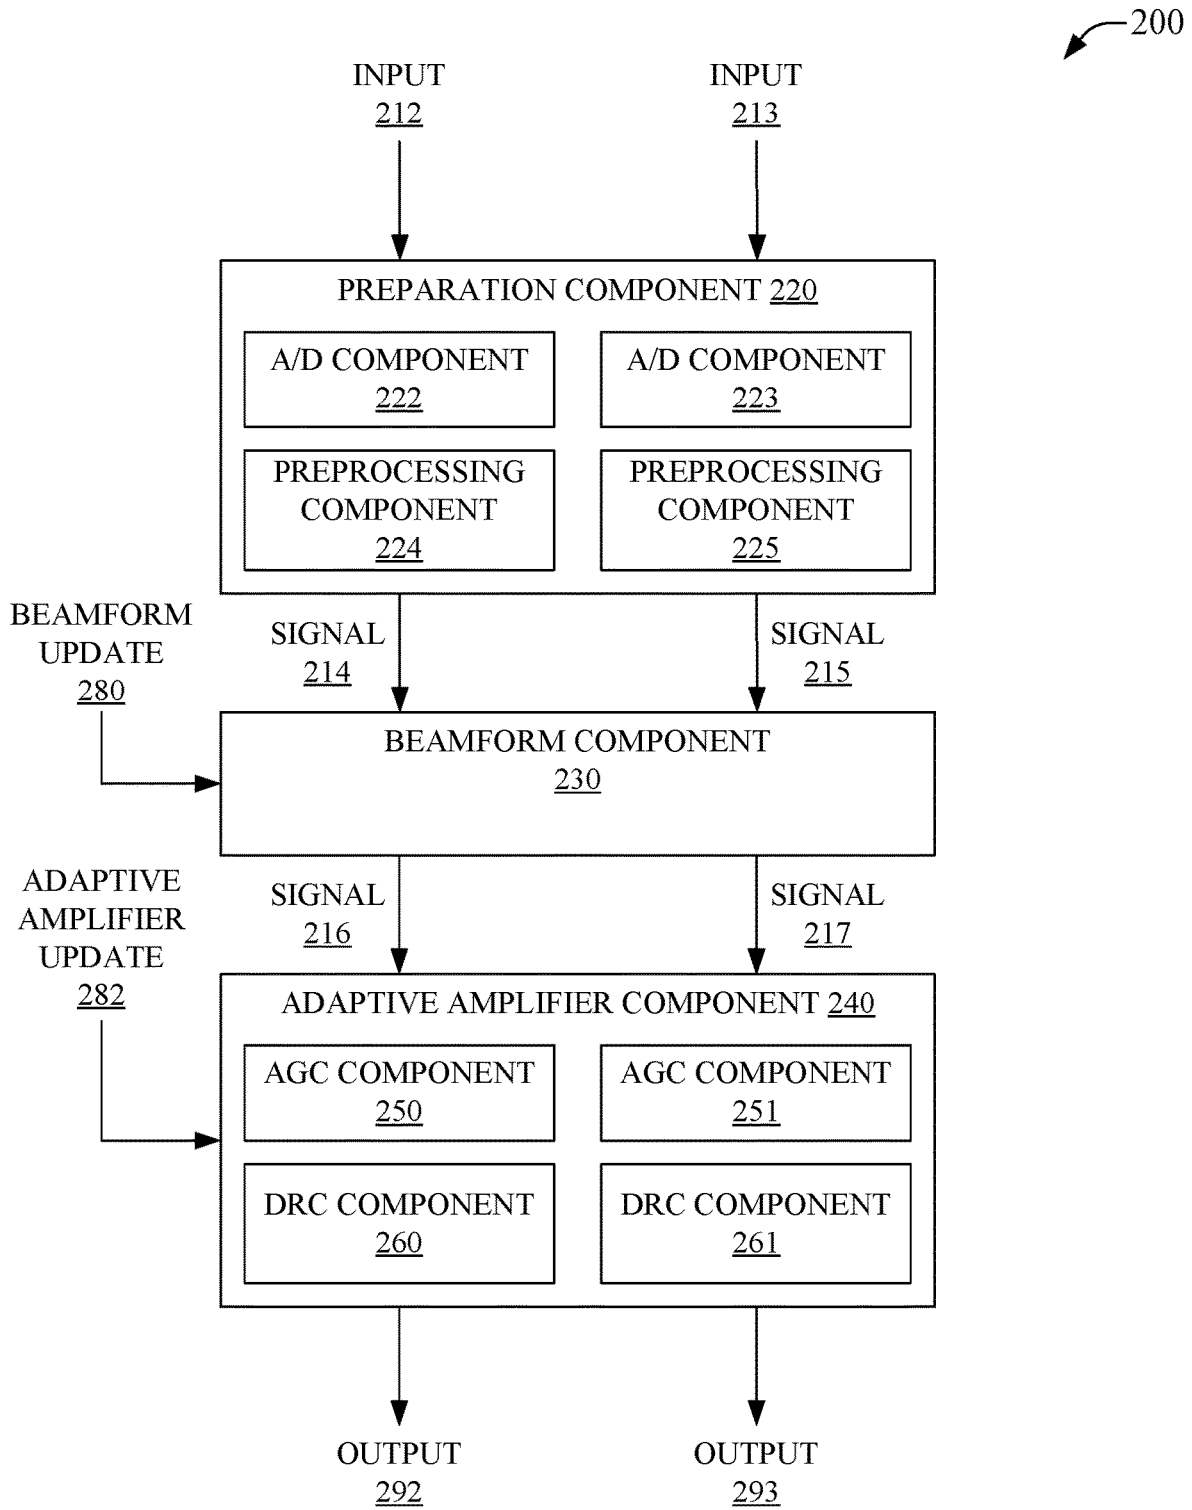 200
INPUT
212
INPUT
213
PREPARATION COMPONENT 220
A/D COMPONENT
222
A/D COMPONENT
223
PREPROCESSING
COMPONENT
224
PREPROCESSING
COMPONENT
225
BEAMFORM
UPDATE
280
SIGNAL
214
SIGNAL
215
BEAMFORM COMPONENT
230
ADAPTIVE
AMPLIFIER
UPDATE
282
SIGNAL
216
SIGNAL
217
ADAPTIVE AMPLIFIER COMPONENT 240
AGC COMPONENT
250
AGC COMPONENT
251
DRC COMPONENT
260
DRC COMPONENT
261
OUTPUT
292
OUTPUT
293